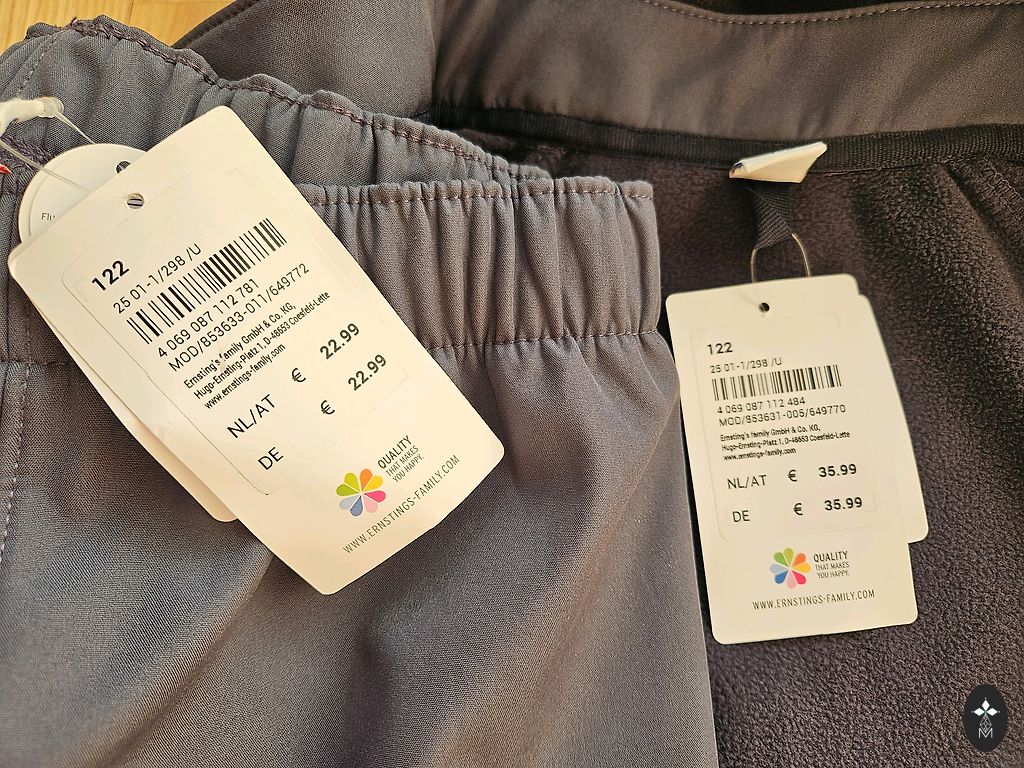 Flu
122
25 01-1/298 /U
4 069 087 112 781
MOD/853633-011/649772
Ernsting's family GmbH & Co. KG,
Hugo-Ernsting-Platz 1, D-48653 Coesfeld-Lette
www.ernstings-family.com
NL/AT € 22.99
DE € 22.99
QUALITY
THAT MAKES
YOU HAPPY.
WWW.ERNSTINGS-FAMILY.COM
122
25 01-1/298 /U
4 069 087 112 484
MOD/853631-005/649770
Ernsting's family GmbH & Co. KG,
Hugo-Ernsting-Platz 1, D-48653 Coesfeld-Lette
www.ernstings-family.com
NL/AT € 35.99
DE € 35.99
QUALITY
THAT MAKES
YOU HAPPY.
WWW.ERNSTINGS-FAMILY.COM
M